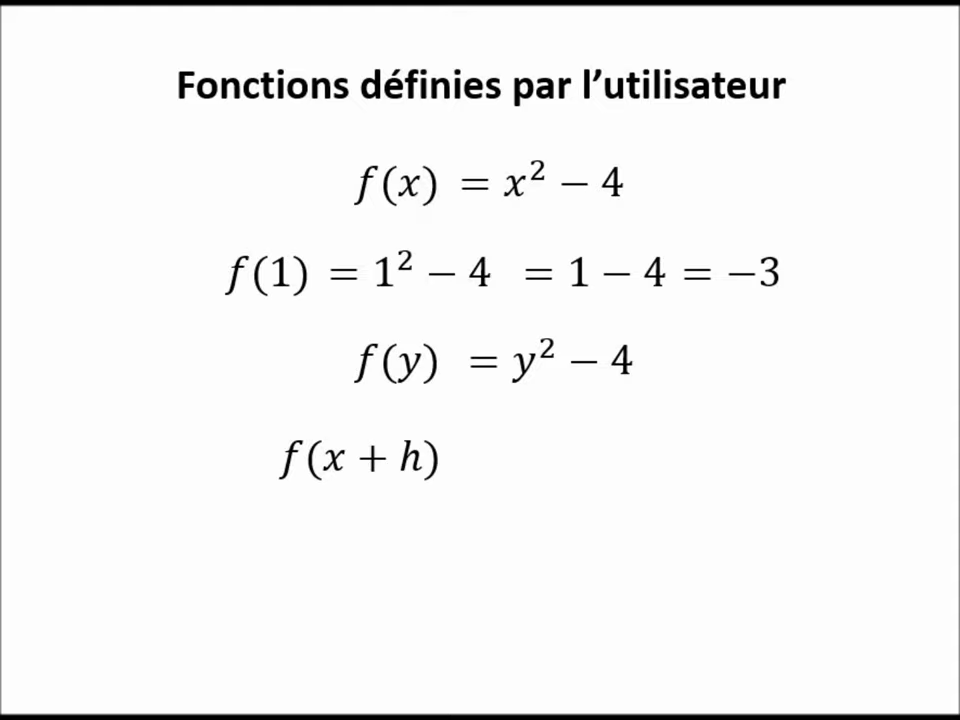 Fonctions définies par l’utilisateur
f(x) = x² − 4
f(1) = 1² − 4 = 1 − 4 = −3
f(y) = y² − 4
f(x + h)